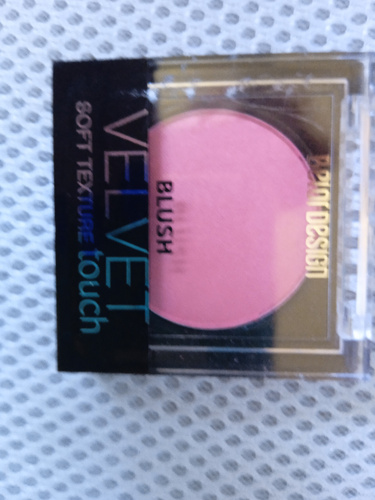 VELVET
touch
SOFT TEXTURE
BLUSH
Belor Design